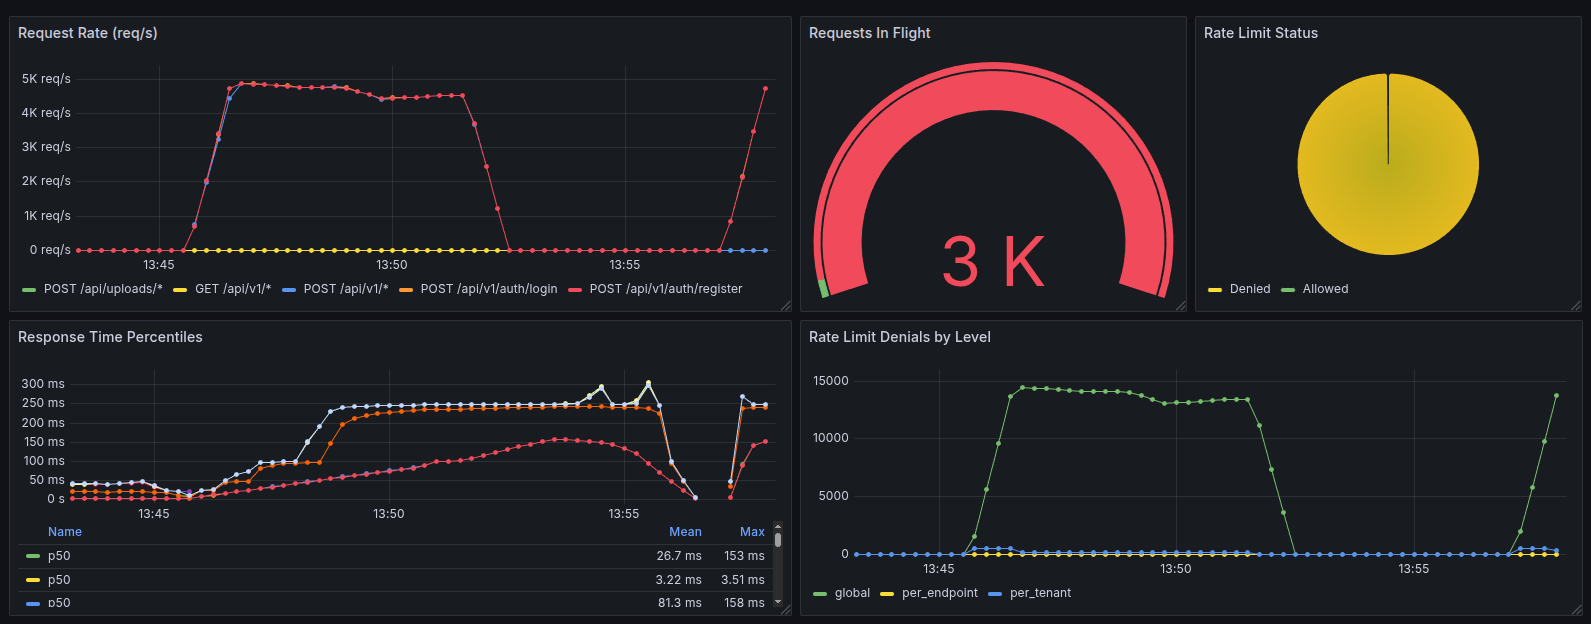 Request Rate (req/s)
5K req/s
4K req/s
3K req/s
2K req/s
1K req/s
0 req/s
13:45 13:50 13:55
POST /api/uploads/* GET /api/v1/* POST /api/v1/* POST /api/v1/auth/login POST /api/v1/auth/register
Requests In Flight
3 K
Rate Limit Status
Denied Allowed
Response Time Percentiles
300 ms
250 ms
200 ms
150 ms
100 ms
50 ms
0 s
13:45 13:50 13:55
Name Mean Max
p50 26.7 ms 153 ms
p50 3.22 ms 3.51 ms
p50 81.3 ms 158 ms
Rate Limit Denials by Level
15000
10000
5000
0
13:45 13:50 13:55
global per_endpoint per_tenant